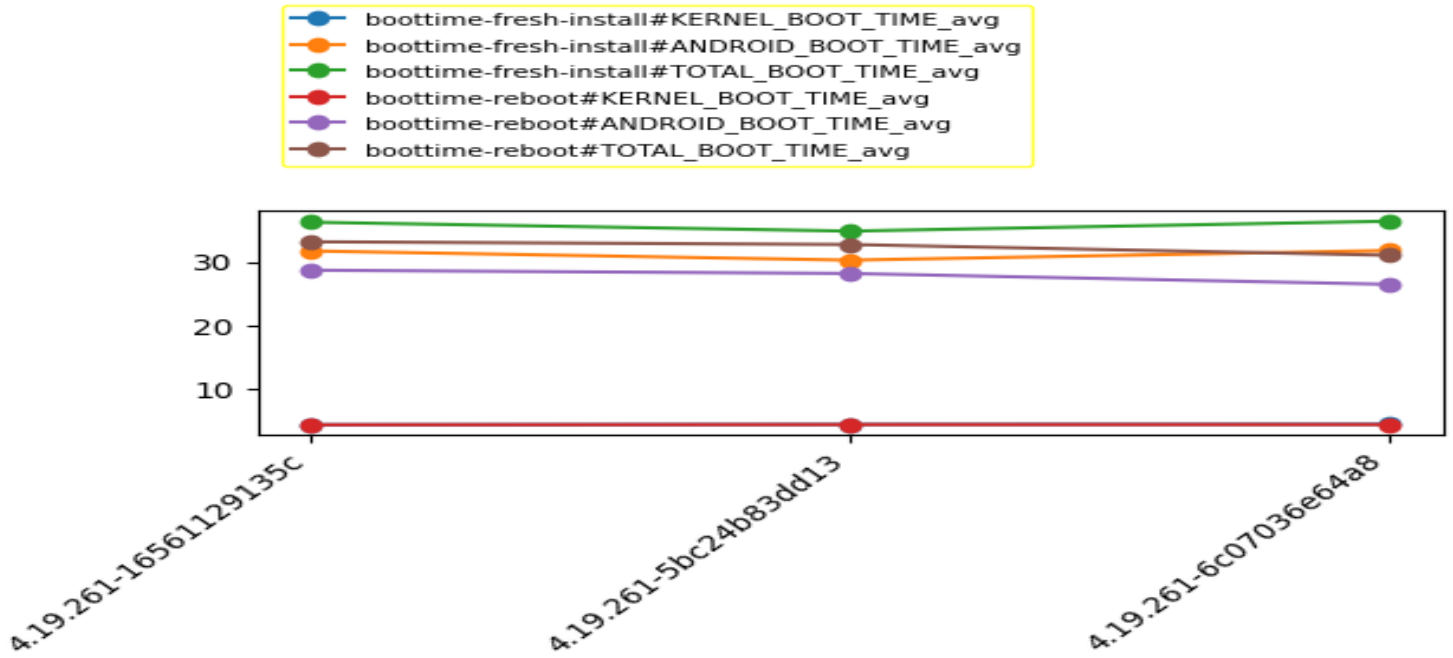 boottime-fresh-install#KERNEL_BOOT_TIME_avg
boottime-fresh-install#ANDROID_BOOT_TIME_avg
boottime-fresh-install#TOTAL_BOOT_TIME_avg
boottime-reboot#KERNEL_BOOT_TIME_avg
boottime-reboot#ANDROID_BOOT_TIME_avg
boottime-reboot#TOTAL_BOOT_TIME_avg
30
20
10
4.19.261-16561129135c
4.19.261-5bc24b83dd13
4.19.261-6c07036e64a8